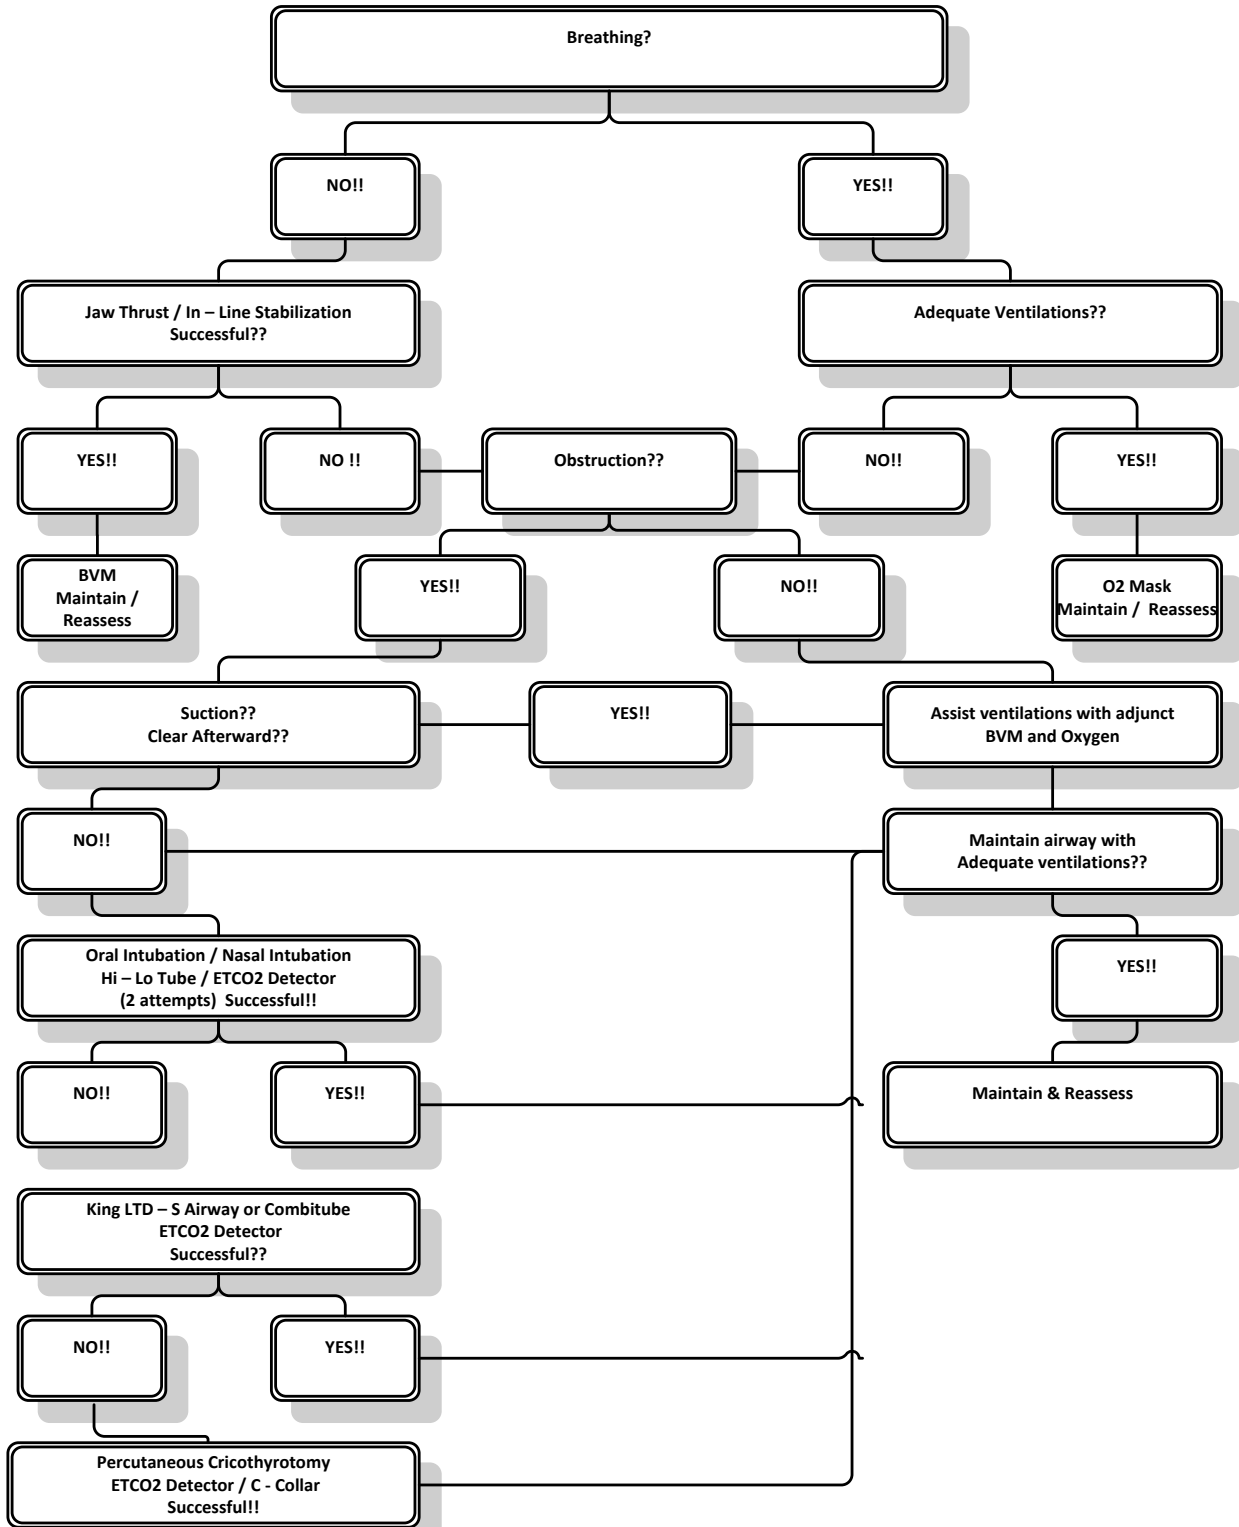 Breathing?
NO!!
YES!!
Jaw Thrust / In – Line Stabilization
Successful??
Adequate Ventilations??
YES!!
NO !!
Obstruction??
NO!!
YES!!
BVM
Maintain /
Reassess
YES!!
NO!!
O2 Mask
Maintain /  Reassess
Suction??
Clear Afterward??
YES!!
Assist ventilations with adjunct
BVM and Oxygen
NO!!
Maintain airway with
Adequate ventilations??
Oral Intubation / Nasal Intubation
Hi – Lo Tube / ETCO2 Detector
(2 attempts)  Successful!!
YES!!
NO!!
YES!!
Maintain & Reassess
King LTD – S Airway or Combitube
ETCO2 Detector
Successful??
NO!!
YES!!
Percutaneous Cricothyrotomy
ETCO2 Detector / C - Collar
Successful!!